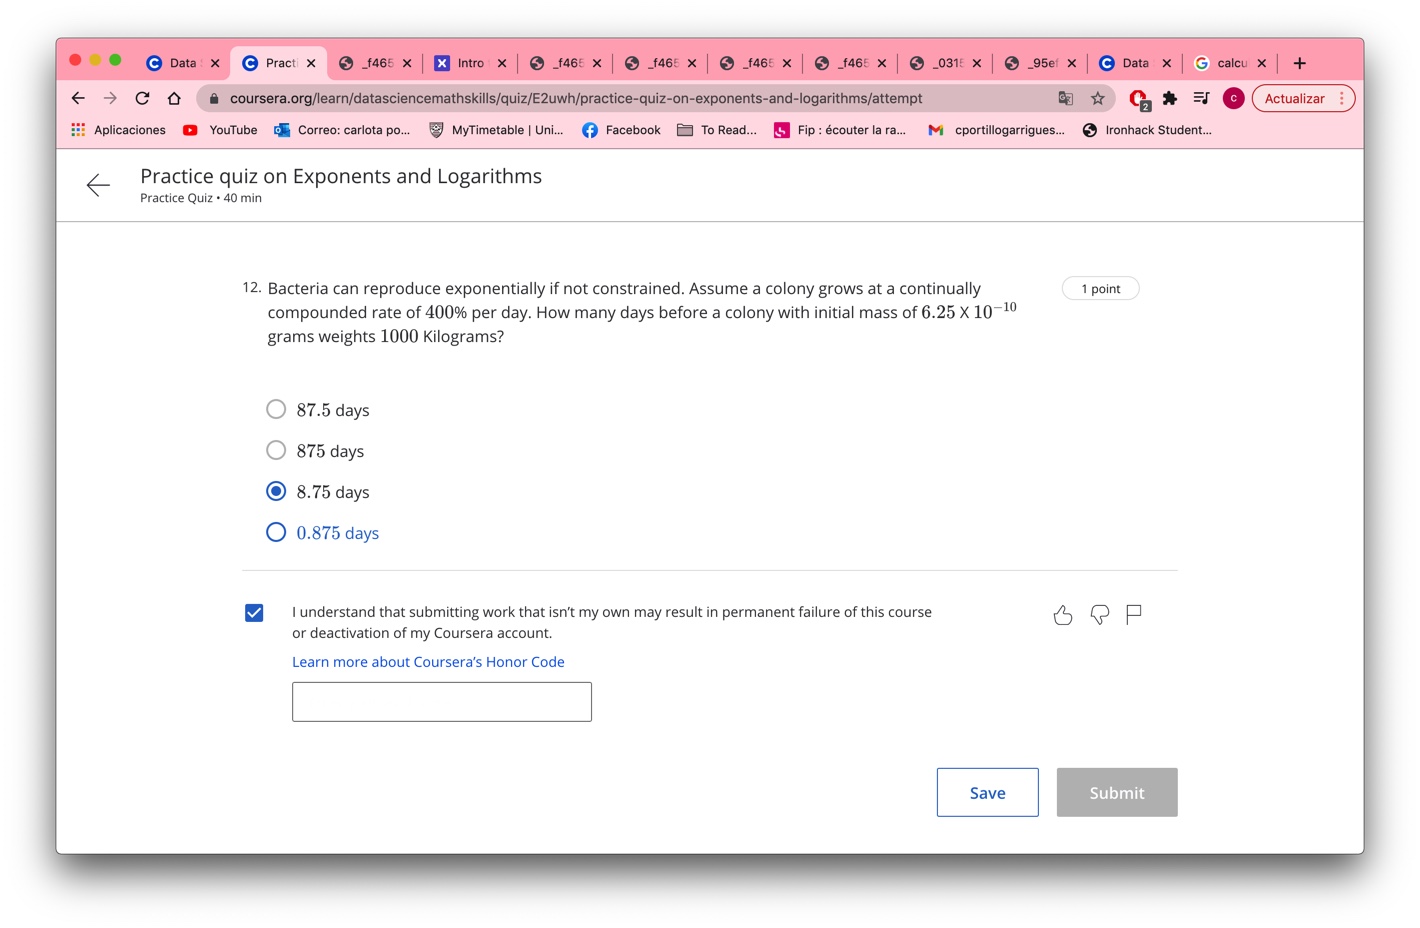 Data Practi _f465 Intro _f465 _f465 _f465 _f465 _0315 _95ef Data calcu
coursera.org/learn/datasciencemathskills/quiz/E2uwh/practice-quiz-on-exponents-and-logarithms/attempt 2 C Actualizar
Aplicaciones YouTube Correo: carlota po... MyTimetable | Uni... Facebook To Read... Fip : écouter la ra... cportillogarrigues... Ironhack Student...
Practice quiz on Exponents and Logarithms
Practice Quiz • 40 min
12. Bacteria can reproduce exponentially if not constrained. Assume a colony grows at a continually 1 point
compounded rate of 400% per day. How many days before a colony with initial mass of 6.25 X 10⁻¹⁰
grams weights 1000 Kilograms?
87.5 days
875 days
8.75 days
0.875 days
I understand that submitting work that isn't my own may result in permanent failure of this course
or deactivation of my Coursera account.
Learn more about Coursera's Honor Code
Save Submit